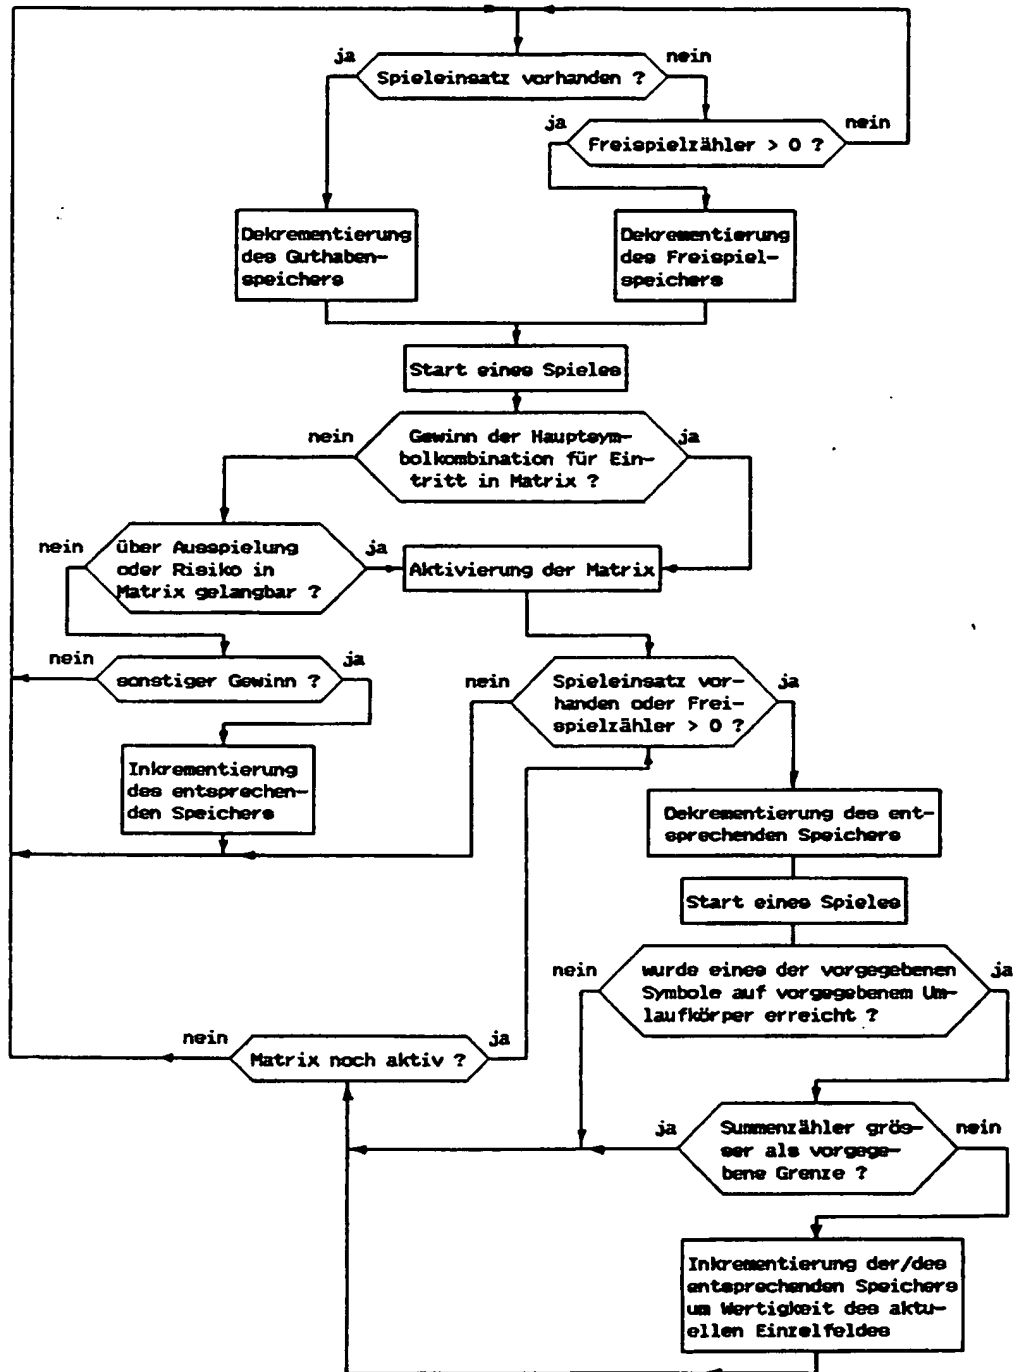 ja
nein
Spieleinsatz vorhanden ?
ja
nein
Freispielzähler > 0 ?
Dekrementierung
des Guthaben-
speichers
Dekrementierung
des Freispiel-
speichers
Start eines Spieles
nein
ja
Gewinn der Hauptsym-
bolkombination für Ein-
tritt in Matrix ?
nein
ja
über Ausspielung
oder Risiko in
Matrix gelangbar ?
Aktivierung der Matrix
nein
ja
sonstiger Gewinn ?
nein
ja
Spieleinsatz vor-
handen oder Frei-
spielzähler > 0 ?
Inkrementierung
des entsprechen-
den Speichers
Dekrementierung des ent-
sprechenden Speichers
Start eines Spieles
nein
ja
wurde eines der vorgegebenen
Symbole auf vorgegebenem Um-
laufkörper erreicht ?
nein
ja
Matrix noch aktiv ?
ja
nein
Summenzähler grös-
ser als vorgege-
bene Grenze ?
Inkrementierung der/des
entsprechenden Speichers
um Wertigkeit des aktu-
ellen Einzelfeldes